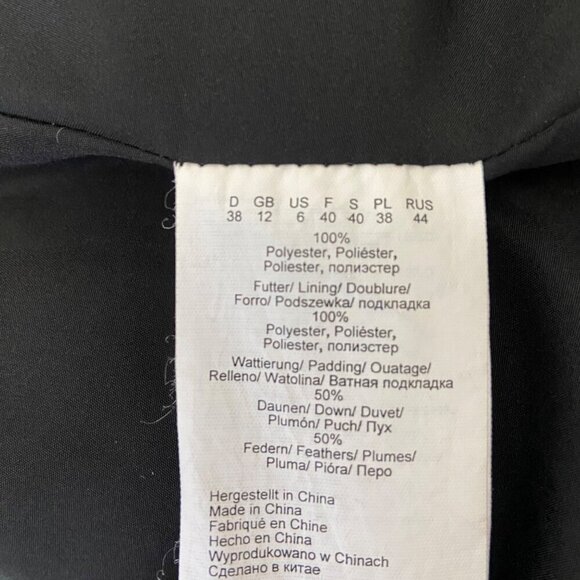 D GB US F S PL RUS
38 12 6 40 40 38 44
100%
Polyester, Poliéster,
Poliester, полиэстер
Futter/ Lining/ Doublure/
Forro/ Podszewka/ подкладка
100%
Polyester, Poliéster,
Poliester, полиэстер
Wattierung/ Padding/ Ouatage/
Relleno/ Watolina/ Ватная подкладка
50%
Daunen/ Down/ Duvet/
Plumón/ Puch/ Пух
50%
Federn/ Feathers/ Plumes/
Pluma/ Pióra/ Перо
Hergestellt in China
Made in China
Fabriqué en Chine
Hecho en China
Wyprodukowano w Chinach
Сделано в китае